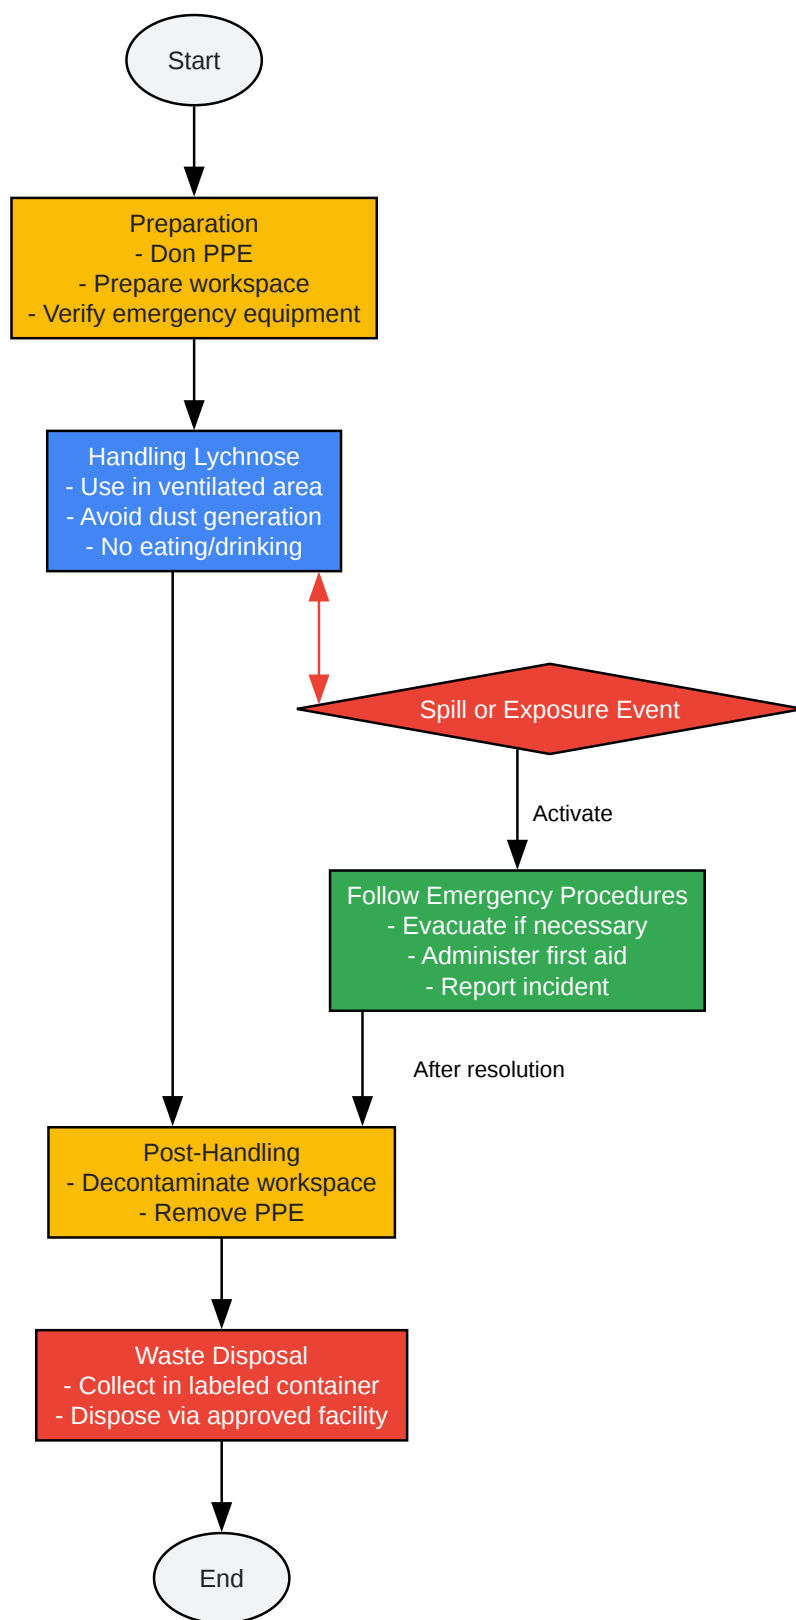 Start
Preparation
- Don PPE
- Prepare workspace
- Verify emergency equipment
Handling Lychnose
- Use in ventilated area
- Avoid dust generation
- No eating/drinking
Spill or Exposure Event
Activate
Follow Emergency Procedures
- Evacuate if necessary
- Administer first aid
- Report incident
After resolution
Post-Handling
- Decontaminate workspace
- Remove PPE
Waste Disposal
- Collect in labeled container
- Dispose via approved facility
End